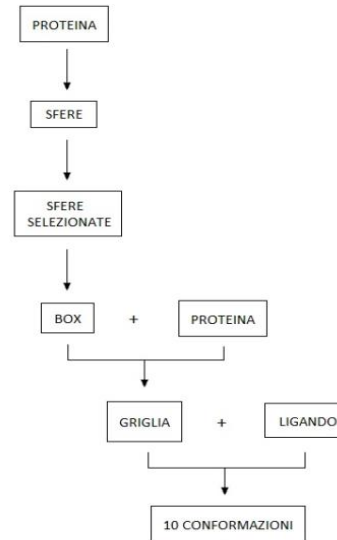 PROTEINA
SFERE
SFERE
SELEZIONATE
BOX + PROTEINA
GRIGLIA + LIGANDO
10 CONFORMAZIONI